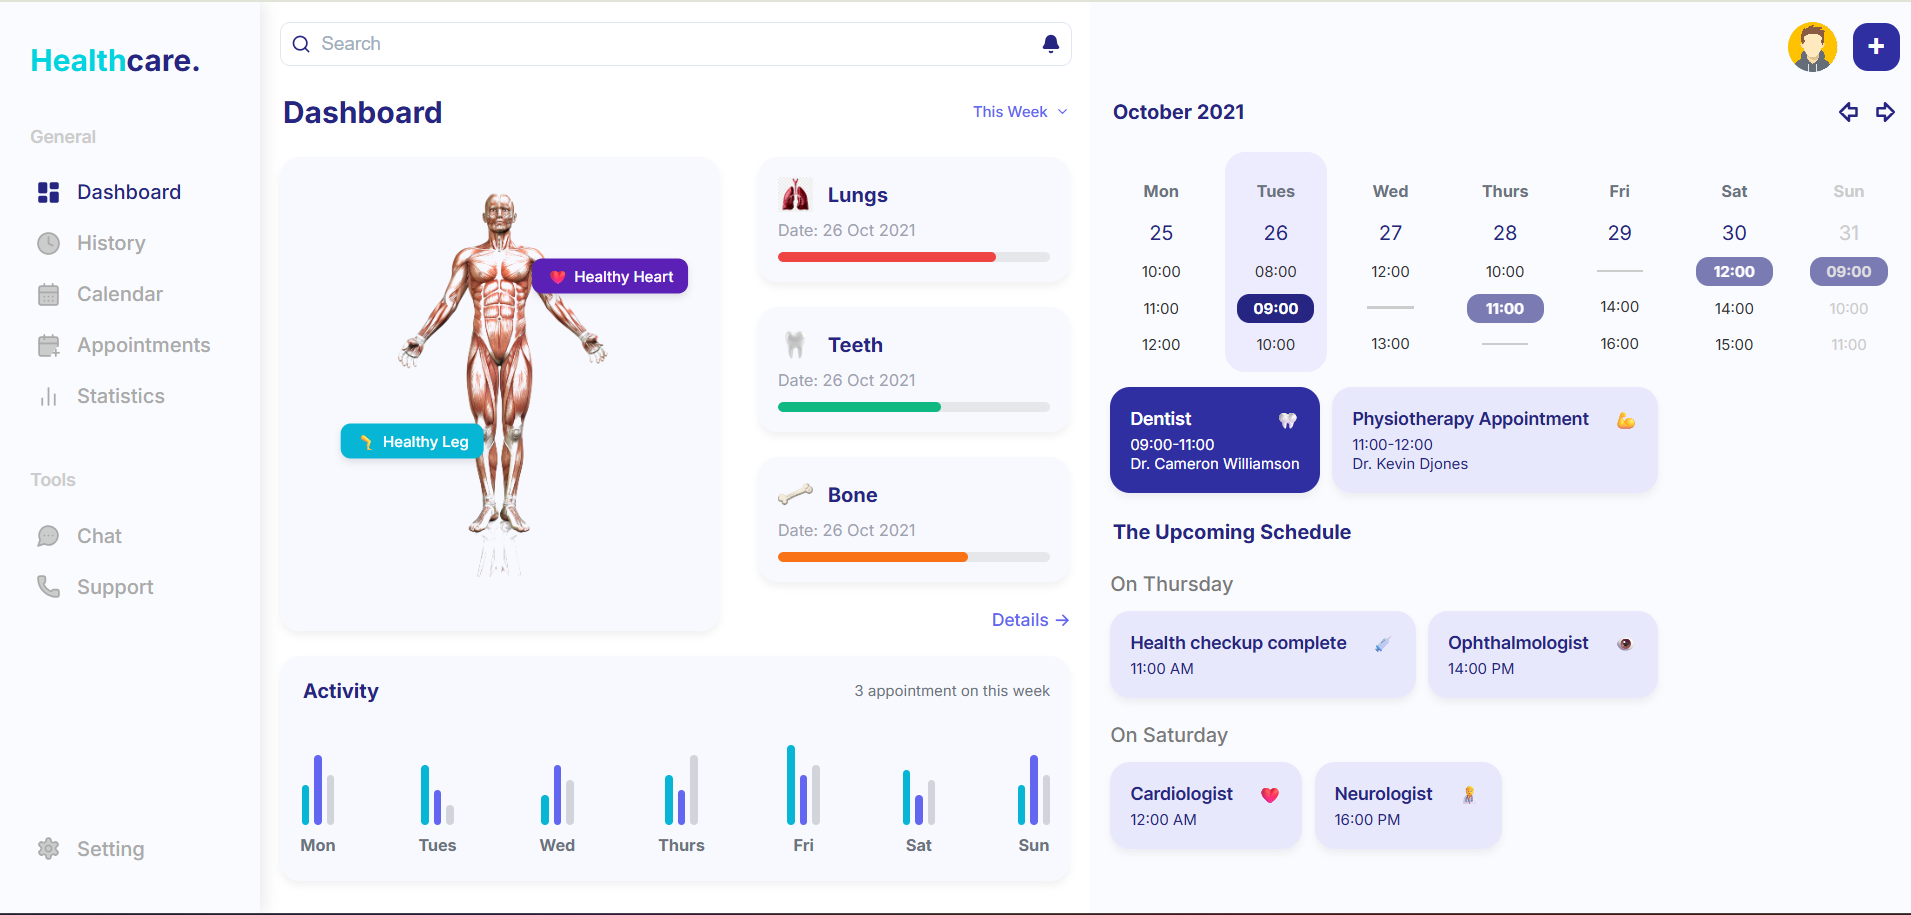 Healthcare.
General
Dashboard
History
Calendar
Appointments
Statistics
Tools
Chat
Support
Setting
Search
Dashboard
This Week
Healthy Heart
Healthy Leg
Lungs
Date: 26 Oct 2021
Teeth
Date: 26 Oct 2021
Bone
Date: 26 Oct 2021
Details →
Activity
3 appointment on this week
Mon Tues Wed Thurs Fri Sat Sun
+
October 2021
Mon Tues Wed Thurs Fri Sat Sun
25 26 27 28 29 30 31
10:00 08:00 12:00 10:00 — 12:00 09:00
11:00 09:00 — 11:00 14:00 14:00 10:00
12:00 10:00 13:00 — 16:00 15:00 11:00
Dentist
09:00-11:00
Dr. Cameron Williamson
Physiotherapy Appointment
11:00-12:00
Dr. Kevin Djones
The Upcoming Schedule
On Thursday
Health checkup complete
11:00 AM
Ophthalmologist
14:00 PM
On Saturday
Cardiologist
12:00 AM
Neurologist
16:00 PM